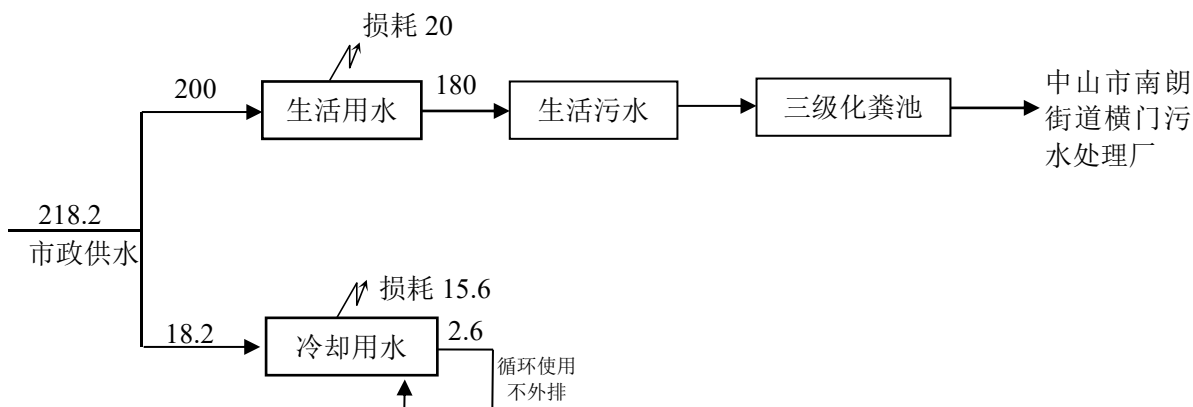 损耗 20
200
生活用水
180
生活污水
三级化粪池
中山市南朗
街道横门污
水处理厂
218.2
市政供水
损耗 15.6
18.2
冷却用水
2.6
循环使用
不外排